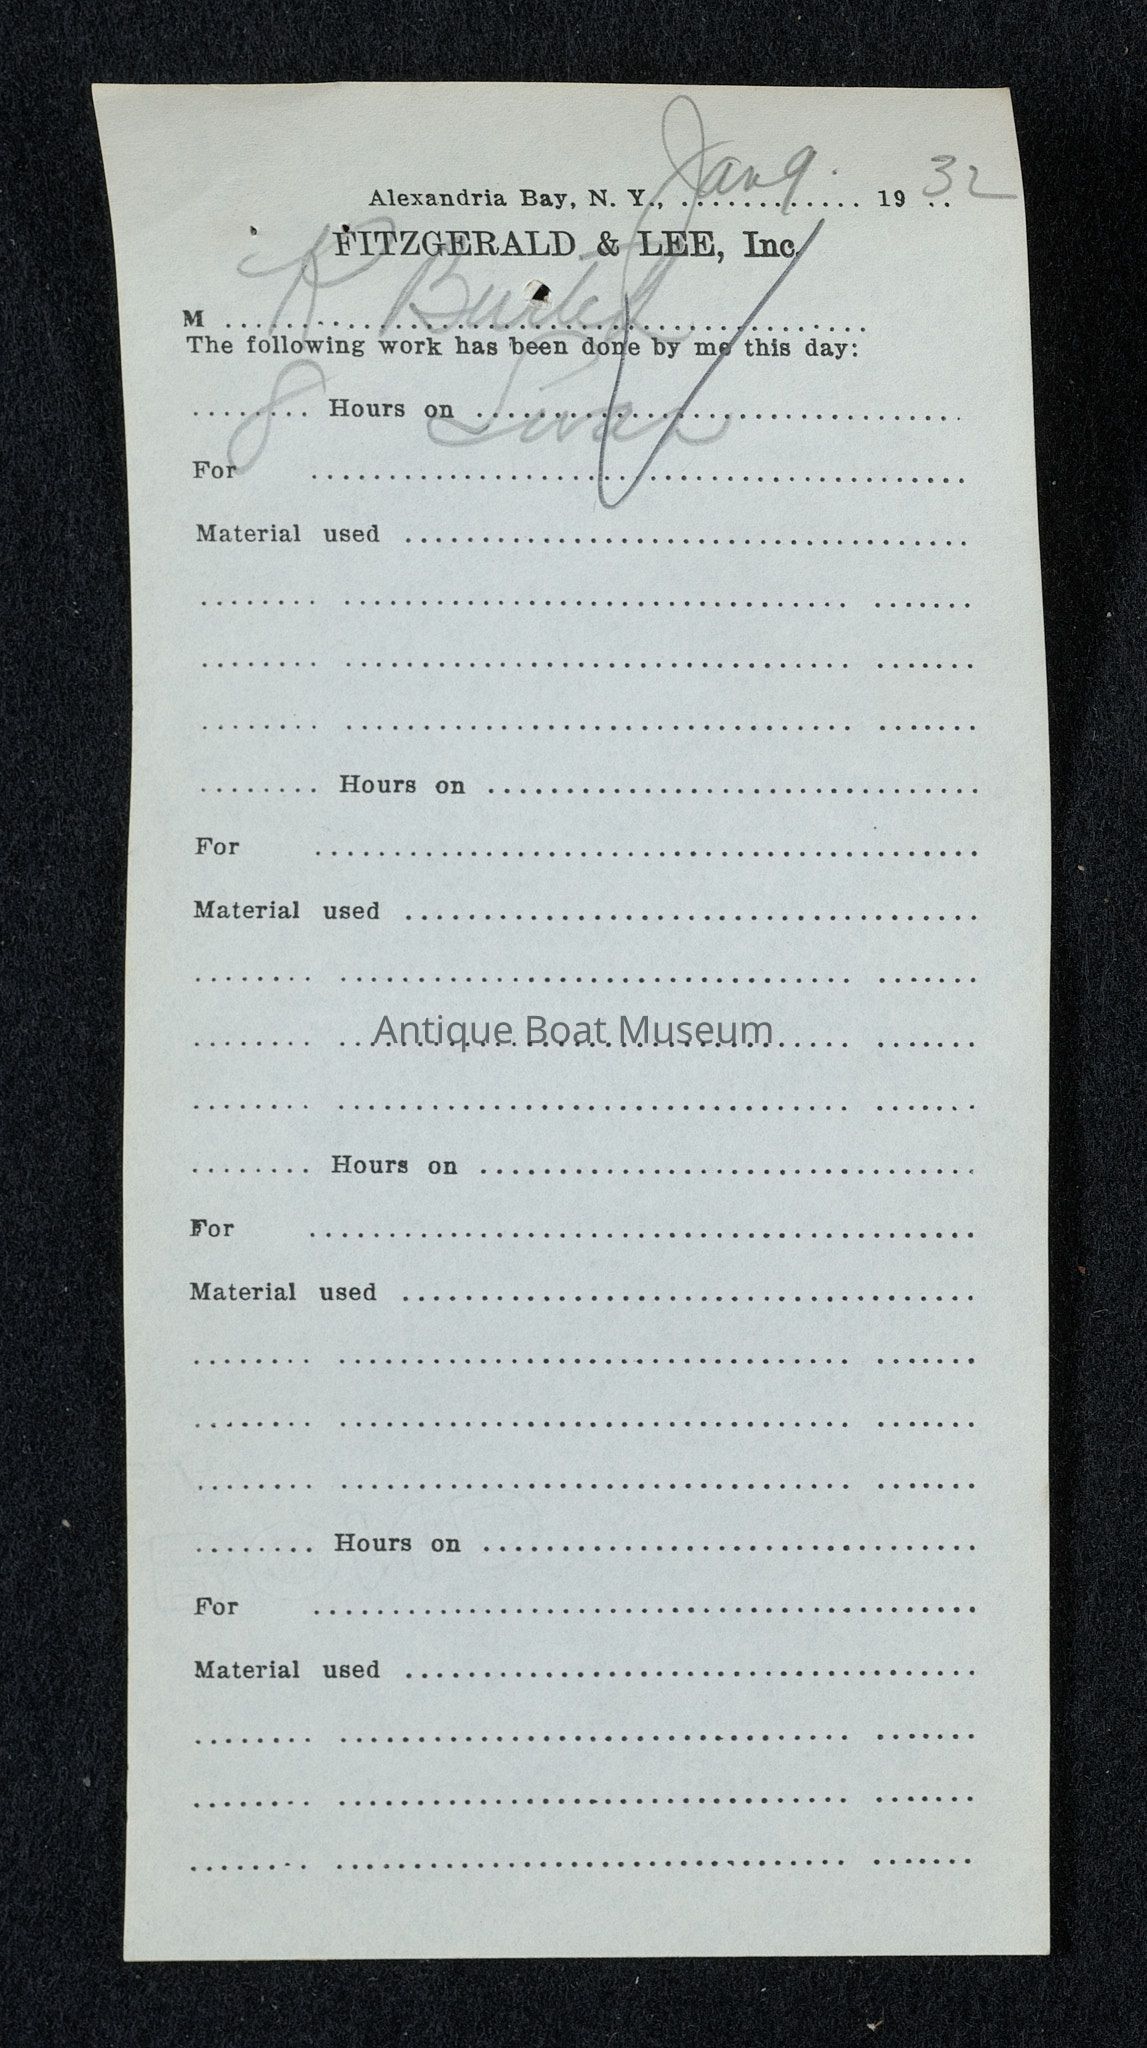 Alexandria Bay, N. Y., Jan 9. 1932
FITZGERALD & LEE, Inc.
M R
The following work has been done by me this day:
8 Hours on
For
Material used
Hours on
For
Material used
Antique Boat Museum
Hours on
For
Material used
Hours on
For
Material used